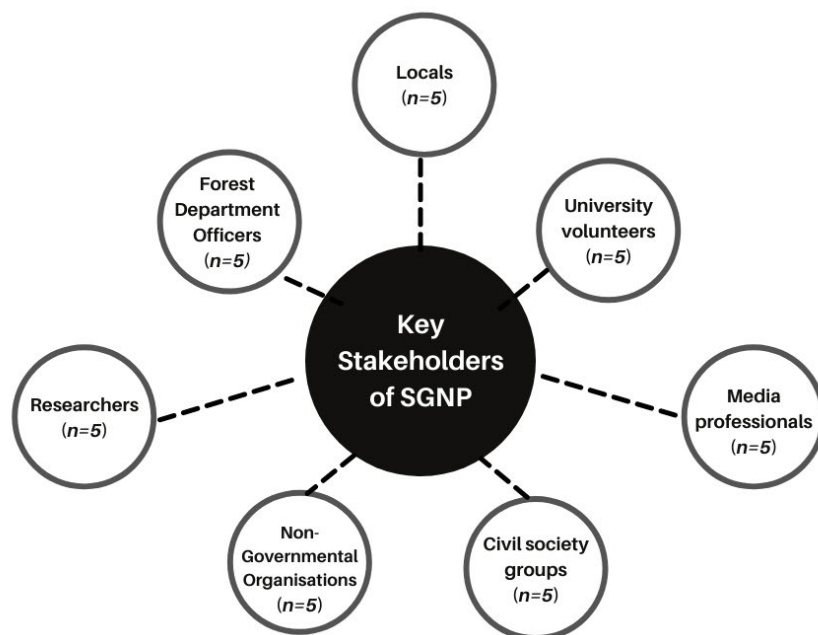 Locals
(n=5)
Forest
Department
Officers
(n=5)
University
volunteers
(n=5)
Key
Stakeholders
of SGNP
Researchers
(n=5)
Media
professionals
(n=5)
Non-
Governmental
Organisations
(n=5)
Civil society
groups
(n=5)